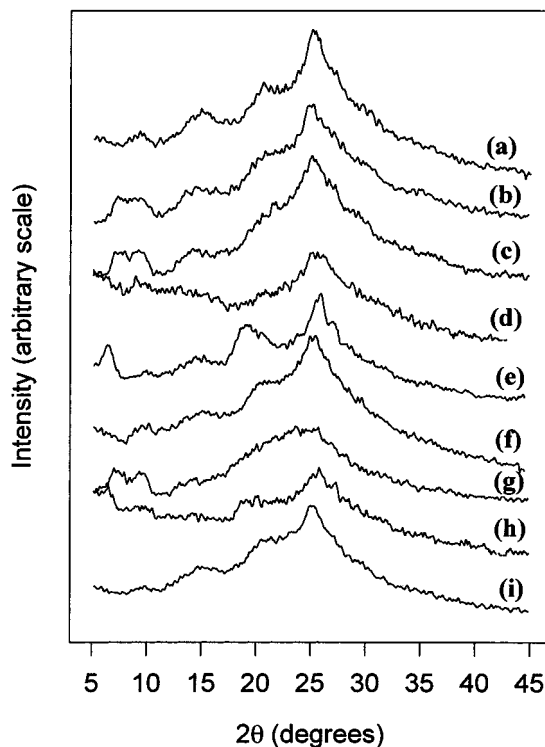 Intensity (arbitrary scale)
(a)
(b)
(c)
(d)
(e)
(f)
(g)
(h)
(i)
5 10 15 20 25 30 35 40 45
2θ (degrees)